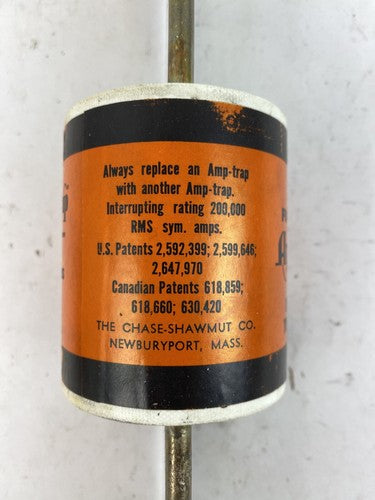 Always replace an Amp-trap
with another Amp-trap.
Interrupting rating 200,000
RMS sym. amps.
U.S. Patents 2,592,399; 2,599,646;
2,647,970
Canadian Patents 618,859;
618,660; 630,420
THE CHASE-SHAWMUT CO.
NEWBURYPORT, MASS.